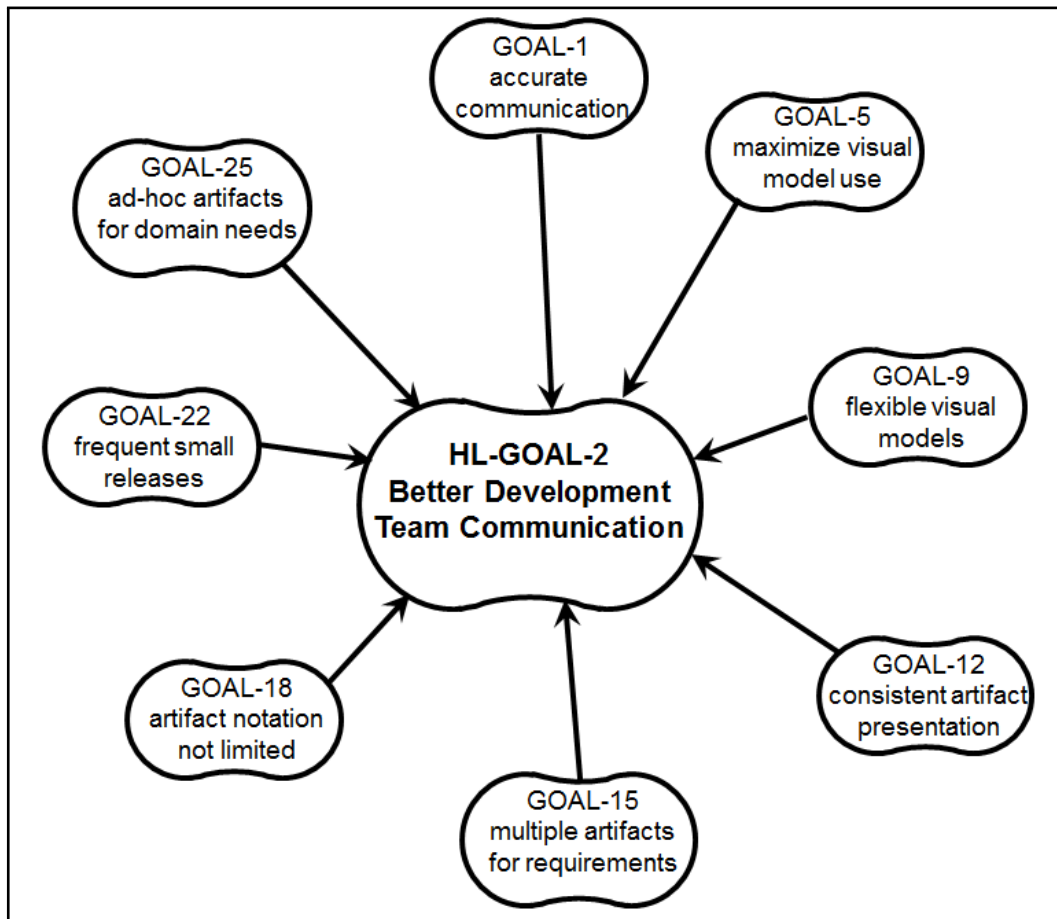 GOAL-1
accurate
communication
GOAL-5
maximize visual
model use
GOAL-25
ad-hoc artifacts
for domain needs
GOAL-9
flexible visual
models
GOAL-22
frequent small
releases
HL-GOAL-2
Better Development
Team Communication
GOAL-12
consistent artifact
presentation
GOAL-18
artifact notation
not limited
GOAL-15
multiple artifacts
for requirements